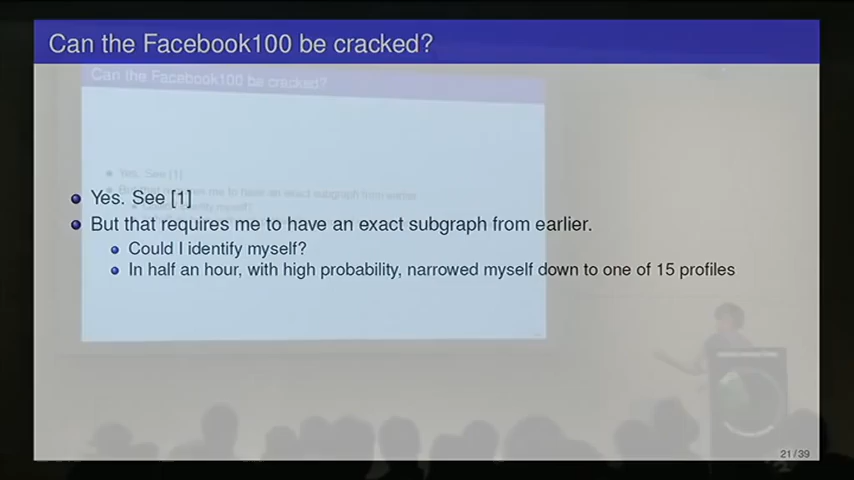 Can the Facebook100 be cracked?
Can the Facebook100 be cracked?
Yes. See [1]
Yes. See [1]
But that requires me to have an exact subgraph from earlier.
Could I identify myself?
In half an hour, with high probability, narrowed myself down to one of 15 profiles
21/39